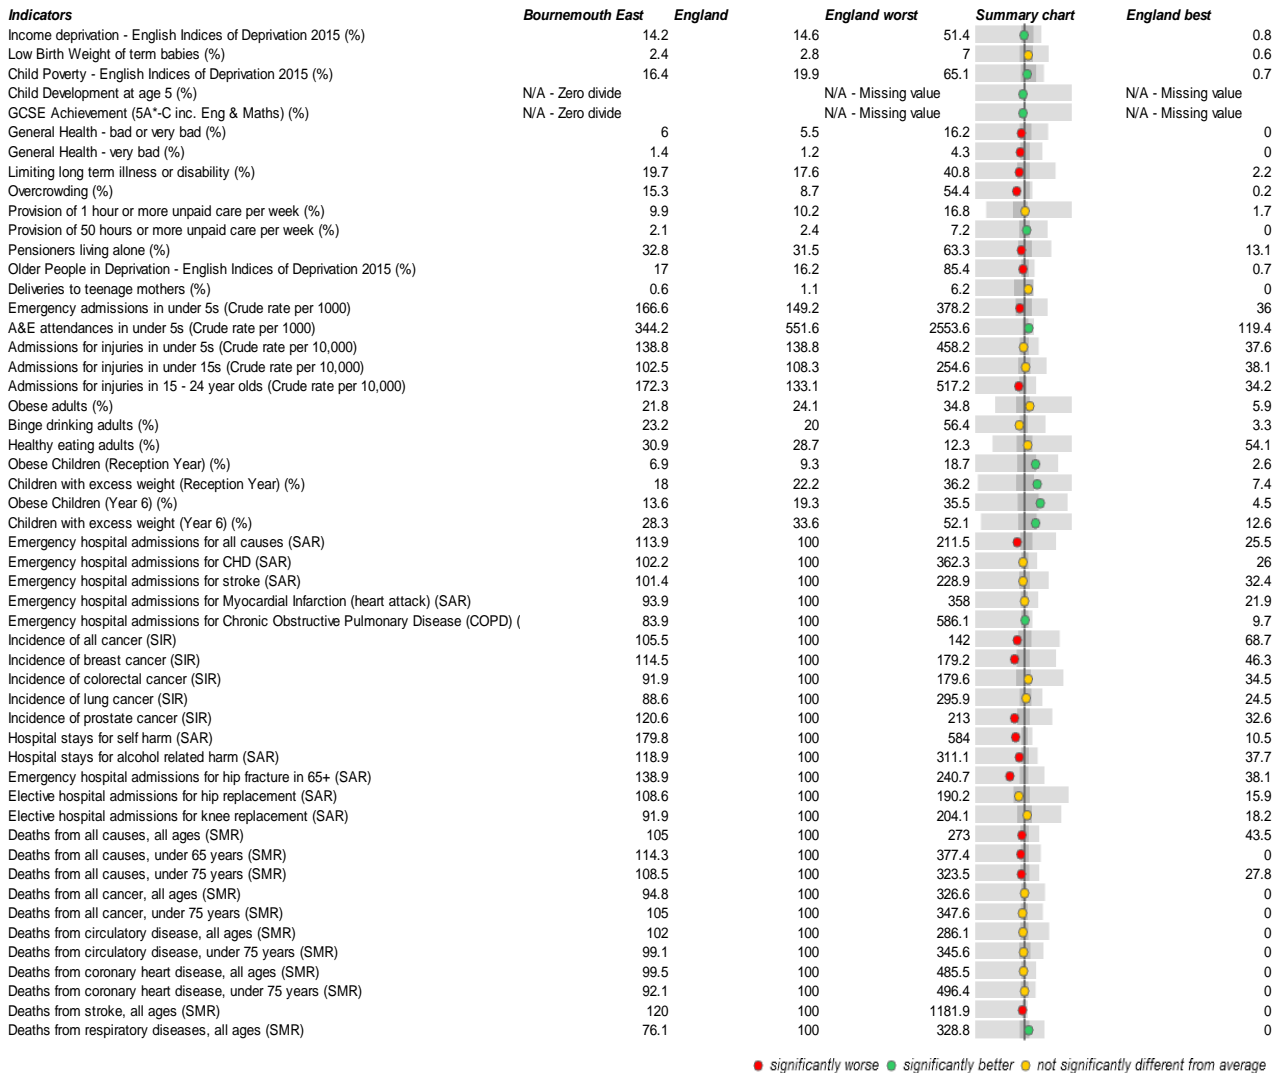 Indicators Bournemouth East England England worst Summary chart England best
Income deprivation - English Indices of Deprivation 2015 (%) 14.2 14.6 51.4 0.8
Low Birth Weight of term babies (%) 2.4 2.8 7 0.6
Child Poverty - English Indices of Deprivation 2015 (%) 16.4 19.9 65.1 0.7
Child Development at age 5 (%) N/A - Zero divide N/A - Missing value N/A - Missing value
GCSE Achievement (5A*-C inc. Eng & Maths) (%) N/A - Zero divide N/A - Missing value N/A - Missing value
General Health - bad or very bad (%) 6 5.5 16.2 0
General Health - very bad (%) 1.4 1.2 4.3 0
Limiting long term illness or disability (%) 19.7 17.6 40.8 2.2
Overcrowding (%) 15.3 8.7 54.4 0.2
Provision of 1 hour or more unpaid care per week (%) 9.9 10.2 16.8 1.7
Provision of 50 hours or more unpaid care per week (%) 2.1 2.4 7.2 0
Pensioners living alone (%) 32.8 31.5 63.3 13.1
Older People in Deprivation - English Indices of Deprivation 2015 (%) 17 16.2 85.4 0.7
Deliveries to teenage mothers (%) 0.6 1.1 6.2 0
Emergency admissions in under 5s (Crude rate per 1000) 166.6 149.2 378.2 36
A&E attendances in under 5s (Crude rate per 1000) 344.2 551.6 2553.6 119.4
Admissions for injuries in under 5s (Crude rate per 10,000) 138.8 138.8 458.2 37.6
Admissions for injuries in under 15s (Crude rate per 10,000) 102.5 108.3 254.6 38.1
Admissions for injuries in 15 - 24 year olds (Crude rate per 10,000) 172.3 133.1 517.2 34.2
Obese adults (%) 21.8 24.1 34.8 5.9
Binge drinking adults (%) 23.2 20 56.4 3.3
Healthy eating adults (%) 30.9 28.7 12.3 54.1
Obese Children (Reception Year) (%) 6.9 9.3 18.7 2.6
Children with excess weight (Reception Year) (%) 18 22.2 36.2 7.4
Obese Children (Year 6) (%) 13.6 19.3 35.5 4.5
Children with excess weight (Year 6) (%) 28.3 33.6 52.1 12.6
Emergency hospital admissions for all causes (SAR) 113.9 100 211.5 25.5
Emergency hospital admissions for CHD (SAR) 102.2 100 362.3 26
Emergency hospital admissions for stroke (SAR) 101.4 100 228.9 32.4
Emergency hospital admissions for Myocardial Infarction (heart attack) (SAR) 93.9 100 358 21.9
Emergency hospital admissions for Chronic Obstructive Pulmonary Disease (COPD) ( 83.9 100 586.1 9.7
Incidence of all cancer (SIR) 105.5 100 142 68.7
Incidence of breast cancer (SIR) 114.5 100 179.2 46.3
Incidence of colorectal cancer (SIR) 91.9 100 179.6 34.5
Incidence of lung cancer (SIR) 88.6 100 295.9 24.5
Incidence of prostate cancer (SIR) 120.6 100 213 32.6
Hospital stays for self harm (SAR) 179.8 100 584 10.5
Hospital stays for alcohol related harm (SAR) 118.9 100 311.1 37.7
Emergency hospital admissions for hip fracture in 65+ (SAR) 138.9 100 240.7 38.1
Elective hospital admissions for hip replacement (SAR) 108.6 100 190.2 15.9
Elective hospital admissions for knee replacement (SAR) 91.9 100 204.1 18.2
Deaths from all causes, all ages (SMR) 105 100 273 43.5
Deaths from all causes, under 65 years (SMR) 114.3 100 377.4 0
Deaths from all causes, under 75 years (SMR) 108.5 100 323.5 27.8
Deaths from all cancer, all ages (SMR) 94.8 100 326.6 0
Deaths from all cancer, under 75 years (SMR) 105 100 347.6 0
Deaths from circulatory disease, all ages (SMR) 102 100 286.1 0
Deaths from circulatory disease, under 75 years (SMR) 99.1 100 345.6 0
Deaths from coronary heart disease, all ages (SMR) 99.5 100 485.5 0
Deaths from coronary heart disease, under 75 years (SMR) 92.1 100 496.4 0
Deaths from stroke, all ages (SMR) 120 100 1181.9 0
Deaths from respiratory diseases, all ages (SMR) 76.1 100 328.8 0
significantly worse significantly better not significantly different from average